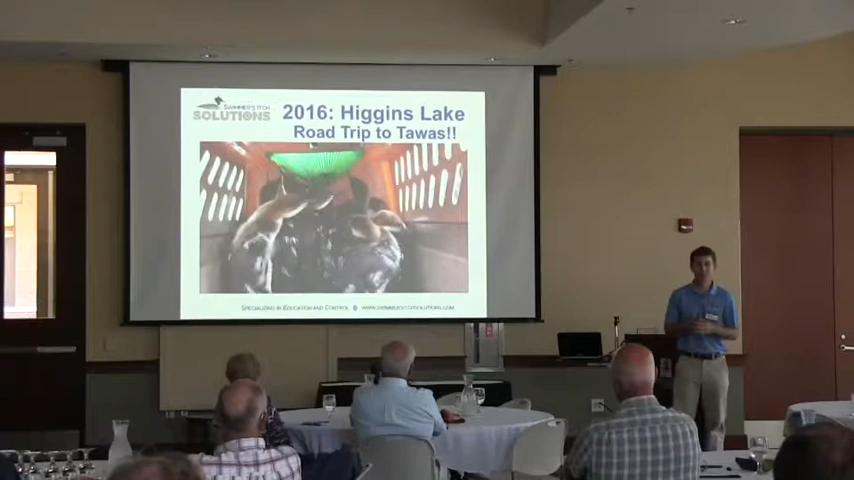 SWIMMER'S ITCH
SOLUTIONS
2016: Higgins Lake
Road Trip to Tawas!!
SPECIALIZING IN EDUCATION AND CONTROL
WWW.SWIMMERSITCHSOLUTIONS.COM